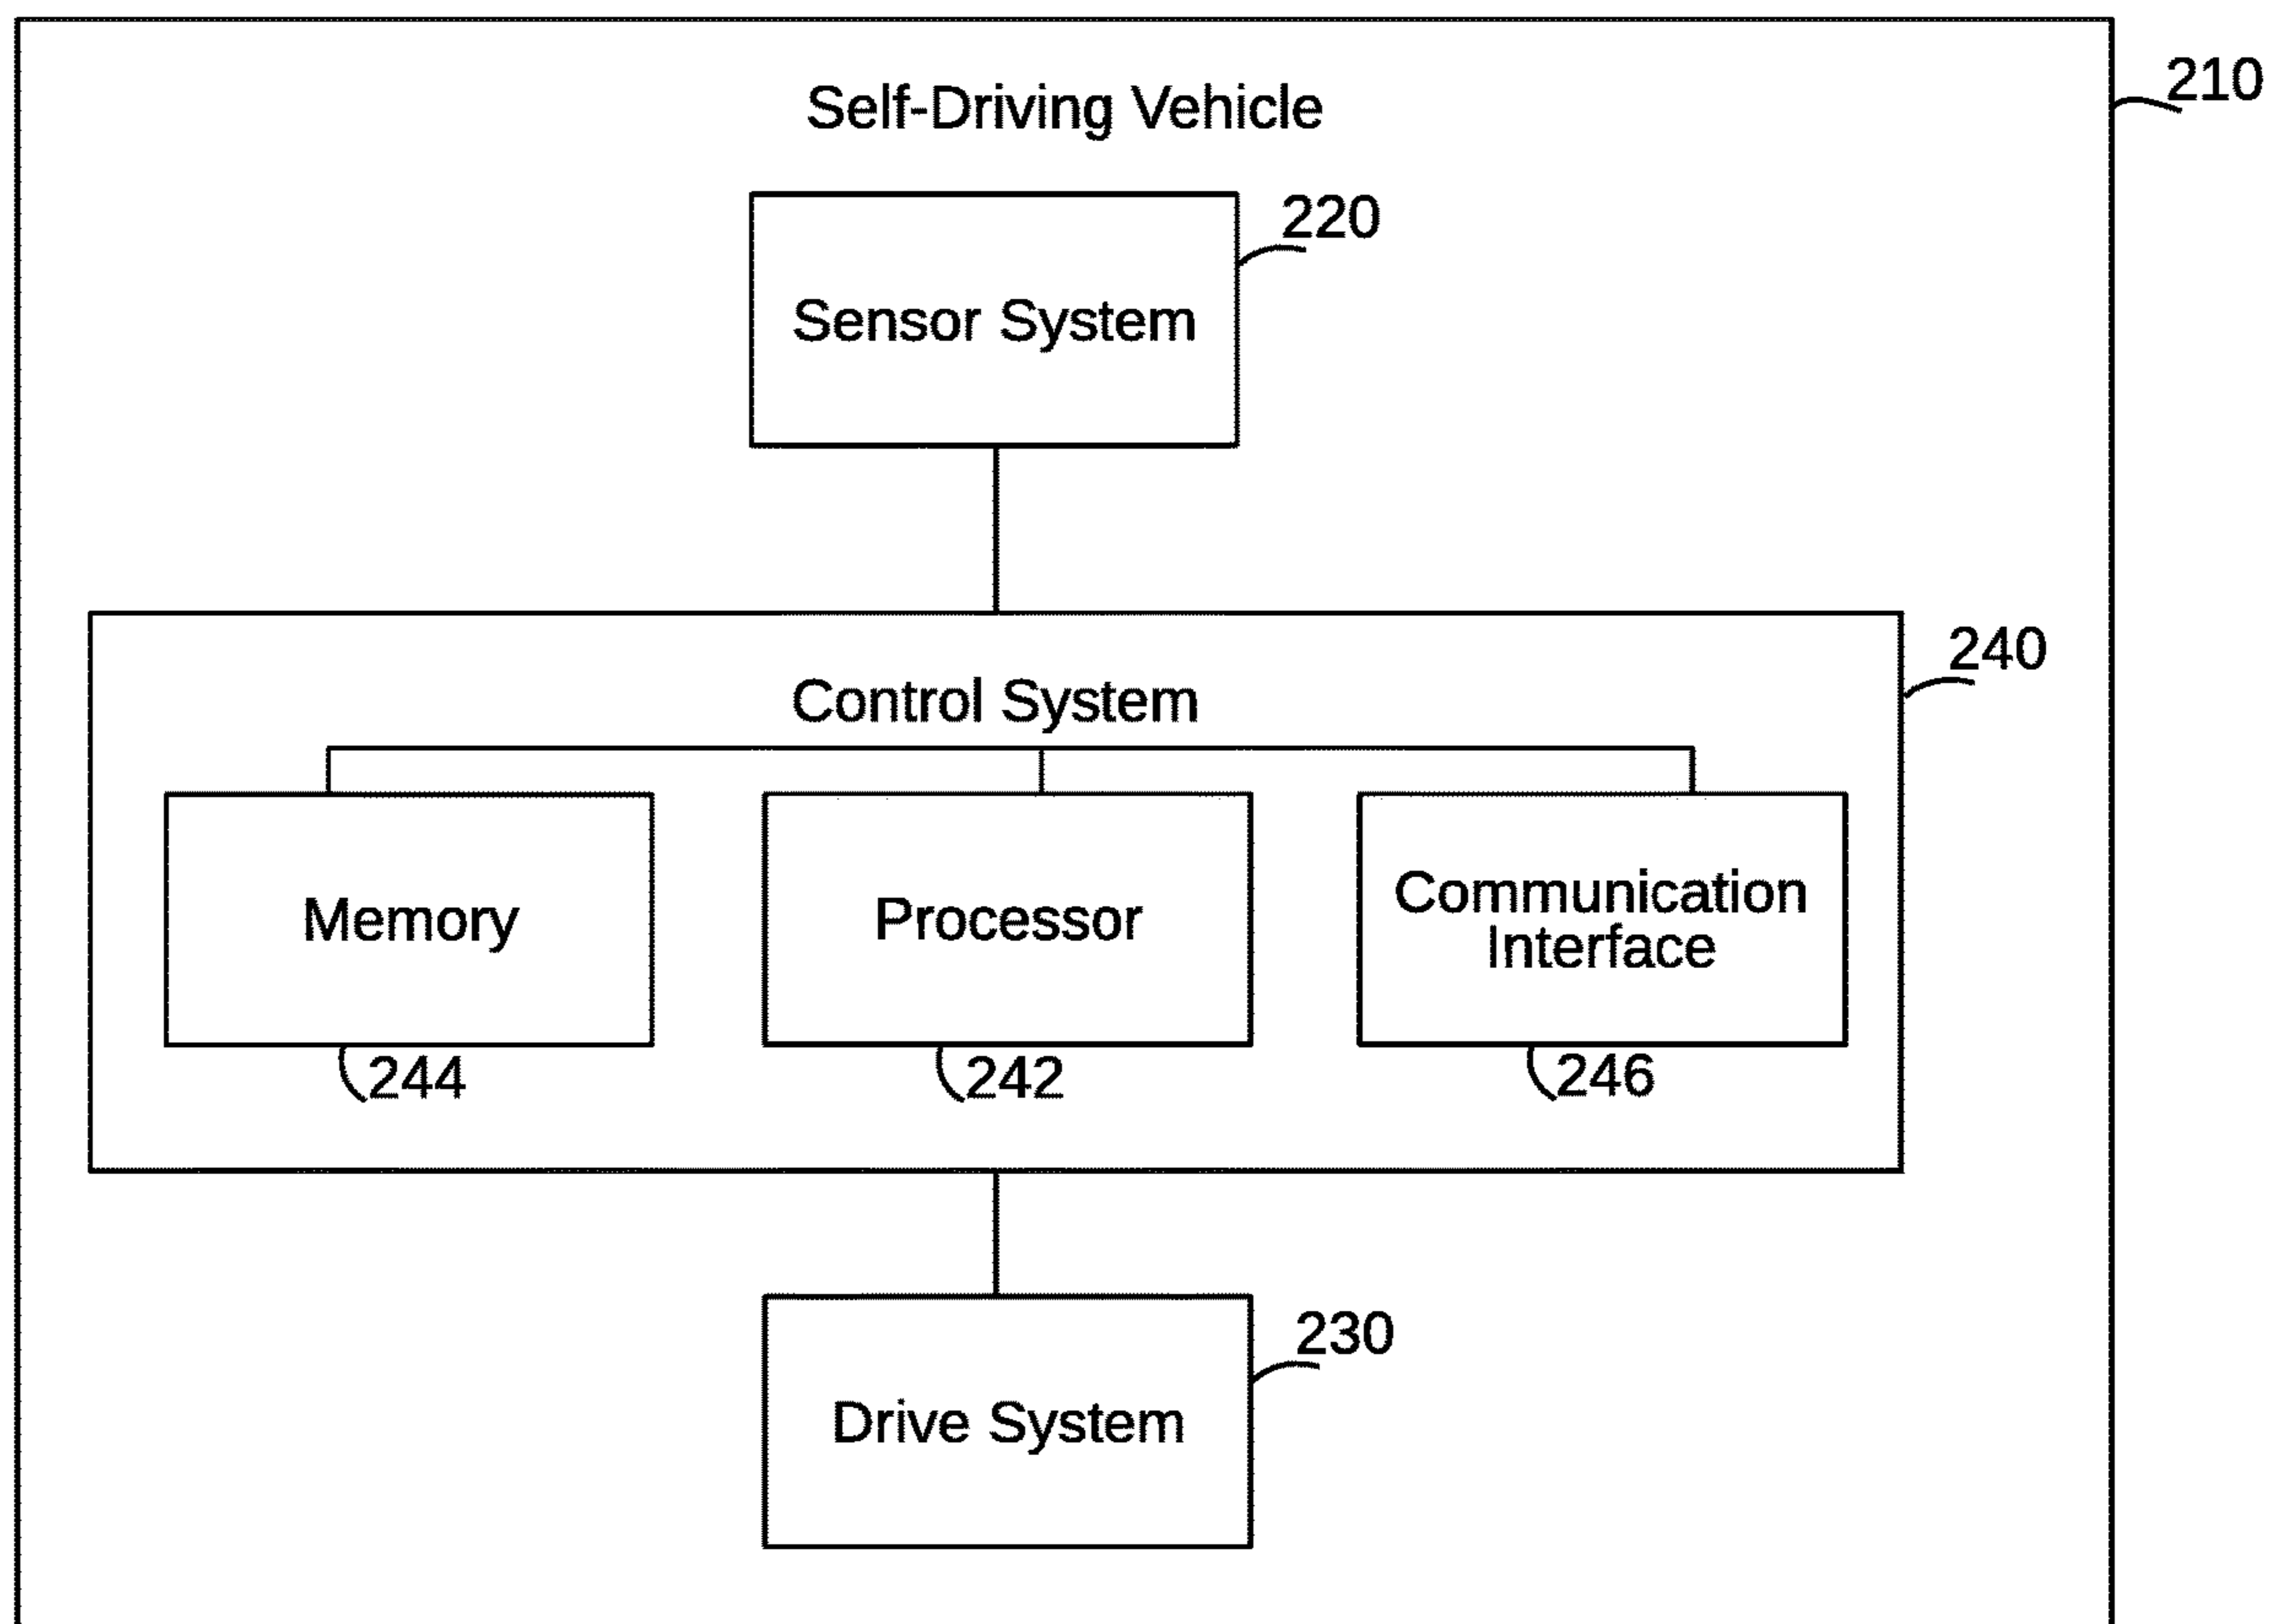 Self-Driving Vehicle
210
220
Sensor System
240
Control System
Memory
Processor
Communication
Interface
244
242
246
230
Drive System